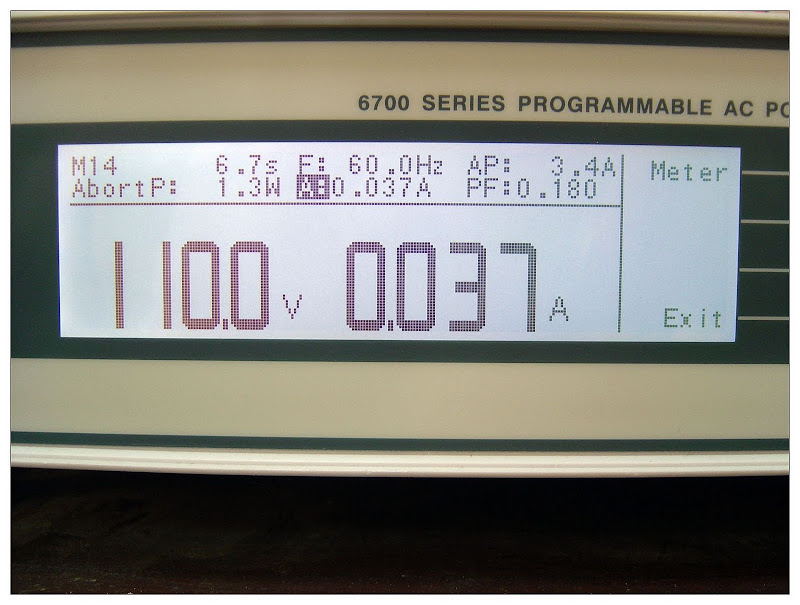 6700 SERIES PROGRAMMABLE AC
M14 6.7s F: 60.0Hz AP: 3.4A Meter
AbortP: 1.3W A:0.037A PF:0.180
110.0 V 0.037 A
Exit